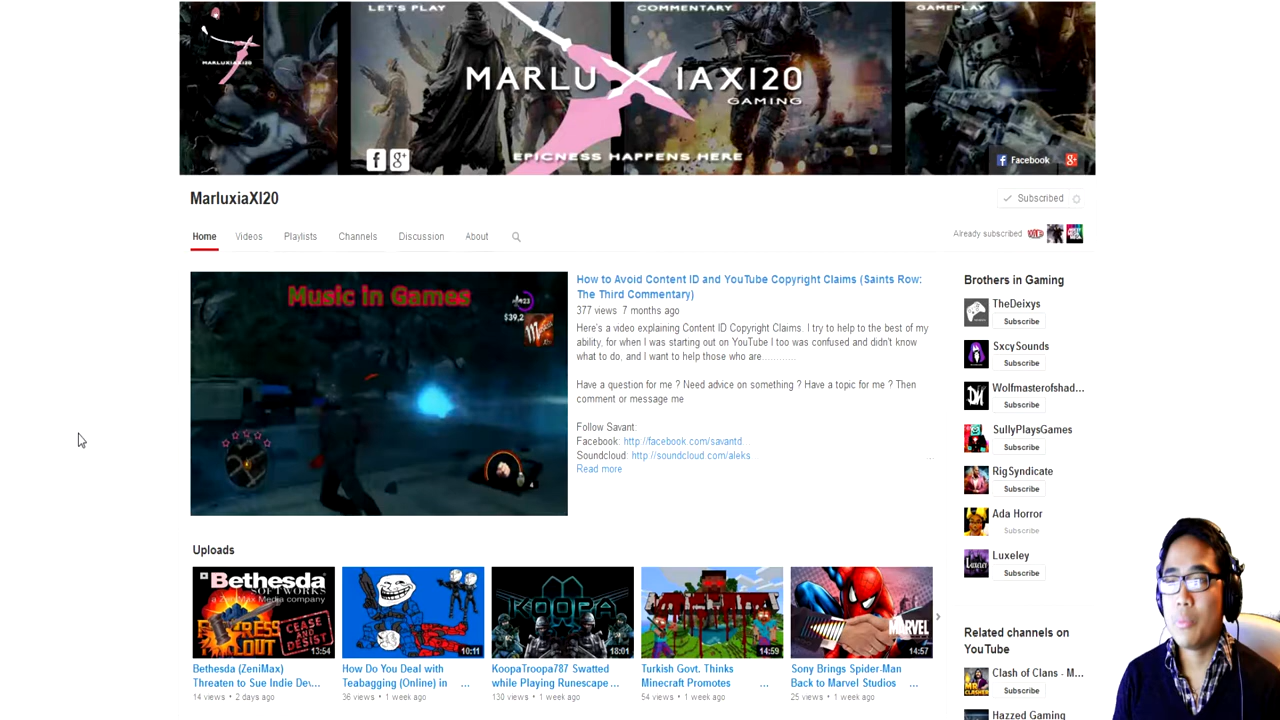 LET'S PLAY
COMMENTARY
GAMEPLAY
MARLUXIAXI20
MARLUXIAXI20
GAMING
EPICNESS HAPPENS HERE
Facebook
MarluxiaXI20
Subscribed
Home Videos Playlists Channels Discussion About
Already subscribed
Music in Games
$39,2
How to Avoid Content ID and YouTube Copyright Claims (Saints Row:
The Third Commentary)
377 views 7 months ago
Here's a video explaining Content ID Copyright Claims. I try to help to the best of my
ability, for when I was starting out on YouTube I too was confused and didn't know
what to do, and I want to help those who are............
Have a question for me ? Need advice on something ? Have a topic for me ? Then
comment or message me
Follow Savant:
Facebook: http://facebook.com/savantd...
Soundcloud: http://soundcloud.com/aleks...
Read more
Brothers in Gaming
TheDeixys
Subscribe
SxcySounds
Subscribe
Wolfmasterofshad...
Subscribe
SullyPlaysGames
Subscribe
RigSyndicate
Subscribe
Ada Horror
Subscribe
Luxeley
Subscribe
Related channels on
YouTube
Clash of Clans - M...
Subscribe
Hazzed Gaming
Uploads
Bethesda
SOFTWORKS
a ZeniMax Media company
CEASE
AND
DESIST
13:54
Bethesda (ZeniMax)
Threaten to Sue Indie Dev...
14 views • 2 days ago
10:11
How Do You Deal with
Teabagging (Online) in ...
36 views • 1 week ago
KOOPA
18:01
KoopaTroopa787 Swatted
while Playing Runescape ...
130 views • 1 week ago
14:59
Turkish Govt. Thinks
Minecraft Promotes ...
54 views • 1 week ago
MARVEL
14:57
Sony Brings Spider-Man
Back to Marvel Studios ...
25 views • 1 week ago